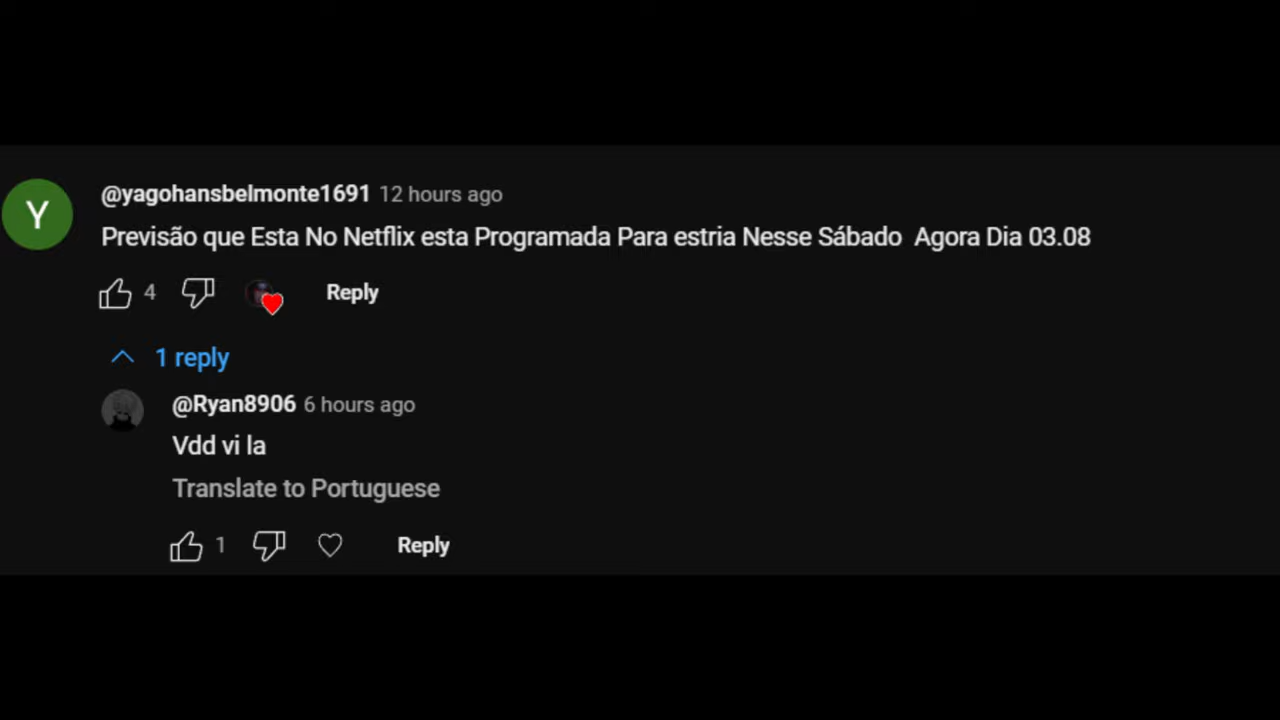 Y
@yagohansbelmonte1691 12 hours ago
Previsão que Esta No Netflix esta Programada Para estria Nesse Sábado  Agora Dia 03.08
4 Reply
1 reply
@Ryan8906 6 hours ago
Vdd vi la
Translate to Portuguese
1 Reply